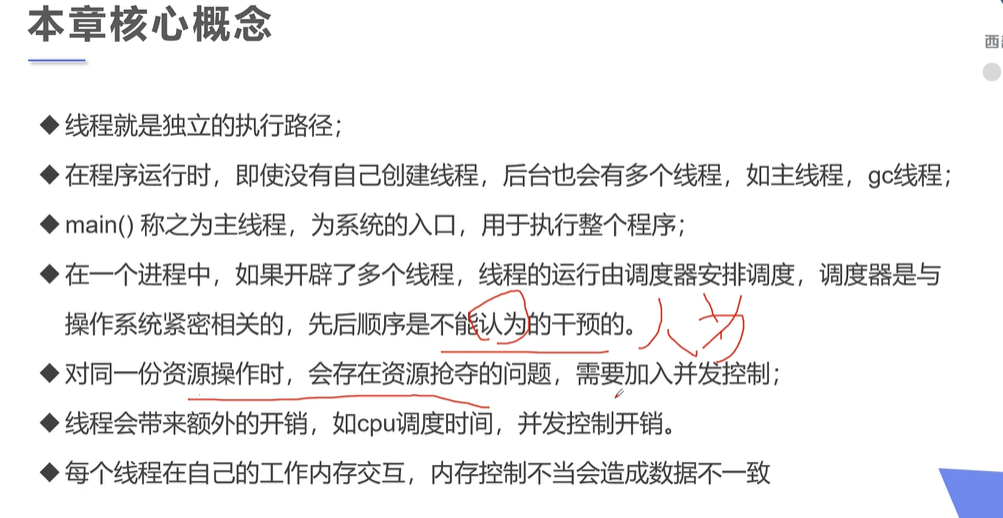 本章核心概念
西
◆线程就是独立的执行路径；
◆在程序运行时，即使没有自己创建线程，后台也会有多个线程，如主线程，gc线程；
◆main() 称之为主线程，为系统的入口，用于执行整个程序；
◆在一个进程中，如果开辟了多个线程，线程的运行由调度器安排调度，调度器是与
操作系统紧密相关的，先后顺序是不能认为的干预的。人为
◆对同一份资源操作时，会存在资源抢夺的问题，需要加入并发控制；
◆线程会带来额外的开销，如cpu调度时间，并发控制开销。
◆每个线程在自己的工作内存交互，内存控制不当会造成数据不一致